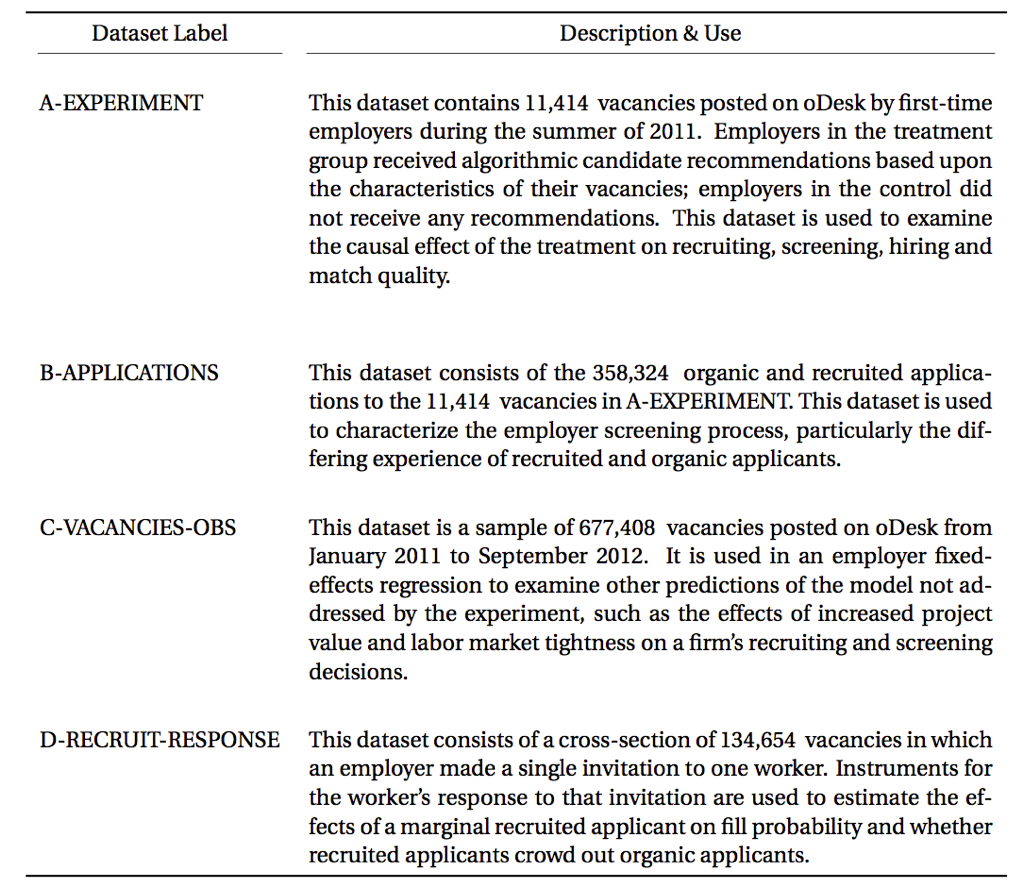 Dataset Label
Description & Use
A-EXPERIMENT
This dataset contains 11,414 vacancies posted on oDesk by first-time
employers during the summer of 2011. Employers in the treatment
group received algorithmic candidate recommendations based upon
the characteristics of their vacancies; employers in the control did
not receive any recommendations. This dataset is used to examine
the causal effect of the treatment on recruiting, screening, hiring and
match quality.
B-APPLICATIONS
This dataset consists of the 358,324 organic and recruited applica-
tions to the 11,414 vacancies in A-EXPERIMENT. This dataset is used
to characterize the employer screening process, particularly the dif-
fering experience of recruited and organic applicants.
C-VACANCIES-OBS
This dataset is a sample of 677,408 vacancies posted on oDesk from
January 2011 to September 2012. It is used in an employer fixed-
effects regression to examine other predictions of the model not ad-
dressed by the experiment, such as the effects of increased project
value and labor market tightness on a firm's recruiting and screening
decisions.
D-RECRUIT-RESPONSE
This dataset consists of a cross-section of 134,654 vacancies in which
an employer made a single invitation to one worker. Instruments for
the worker's response to that invitation are used to estimate the ef-
fects of a marginal recruited applicant on fill probability and whether
recruited applicants crowd out organic applicants.